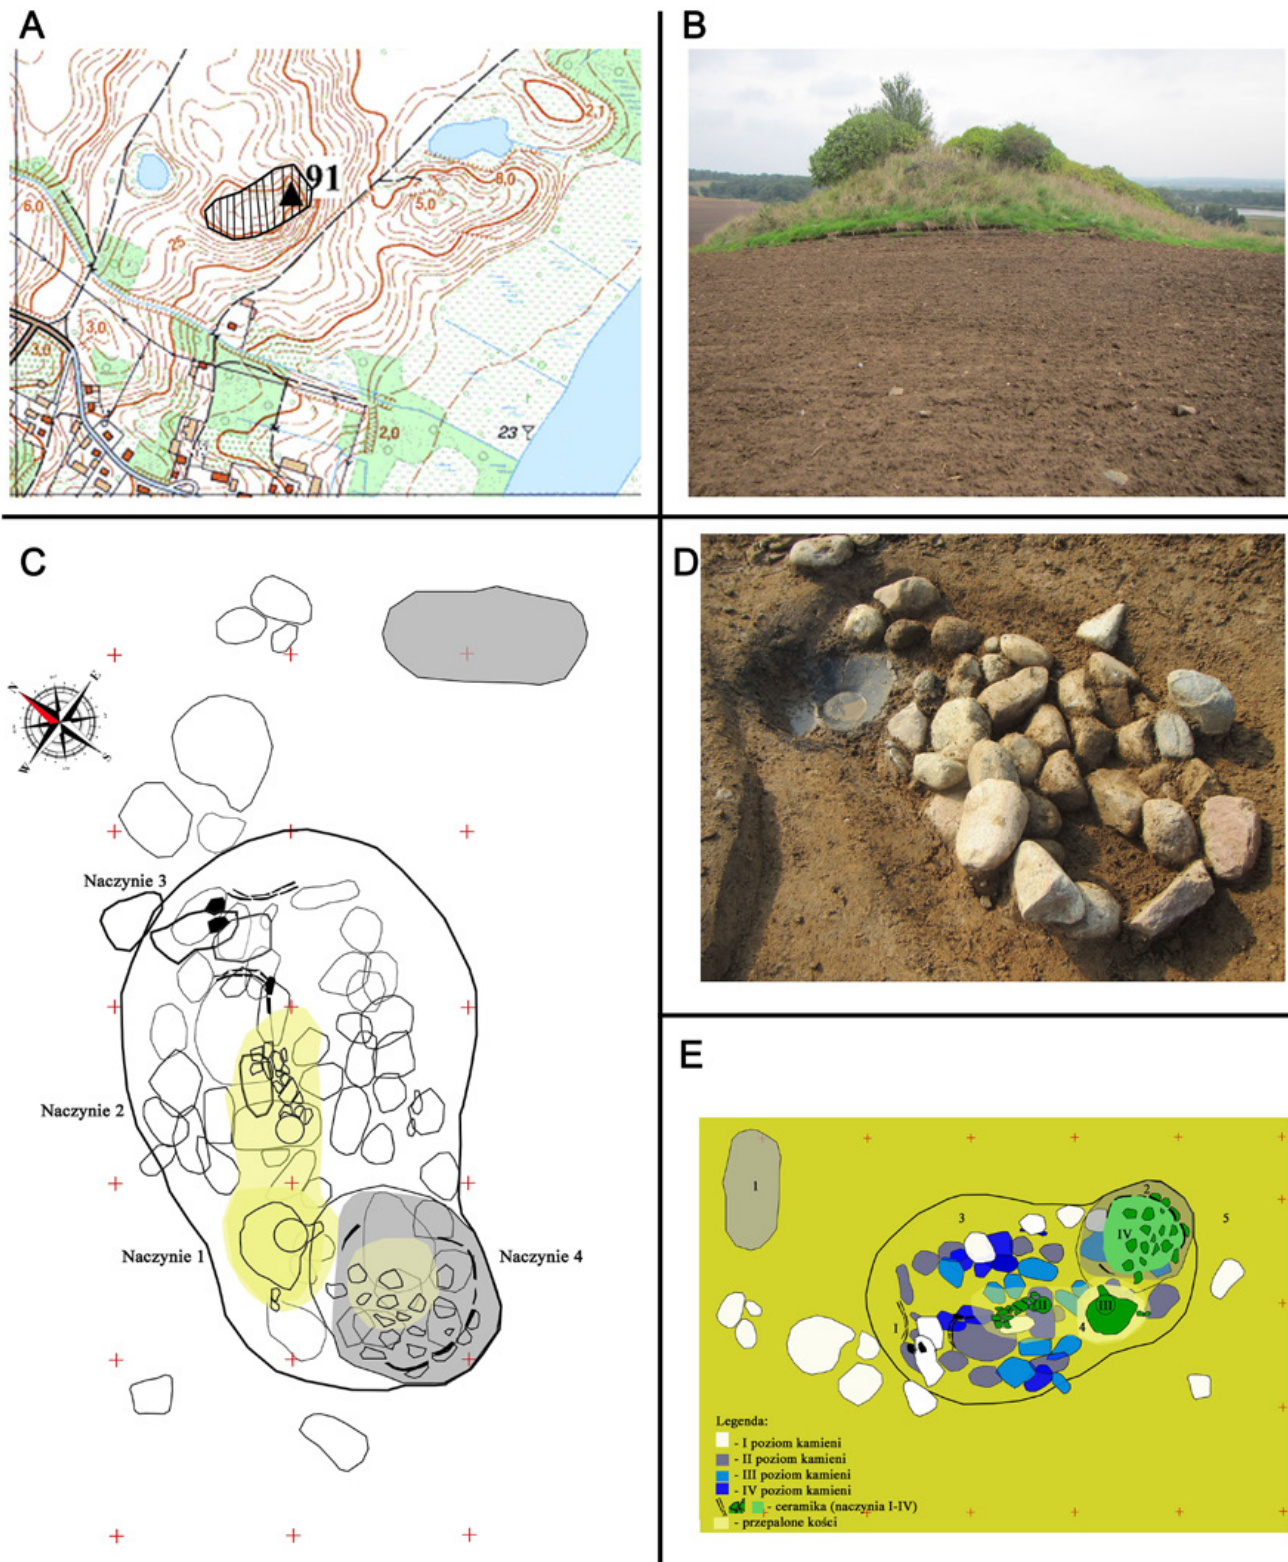 A
91
2,1
6,0
8,0
5,0
25
3,0
3,0
2,0
23
B
C
N
E
W
S
Naczynie 3
Naczynie 2
Naczynie 1
Naczynie 4
D
E
1
2
3
5
IV
II
III
4
I
Legenda:
- I poziom kamieni
- II poziom kamieni
- III poziom kamieni
- IV poziom kamieni
- ceramika (naczynia I-IV)
- przepalone kości